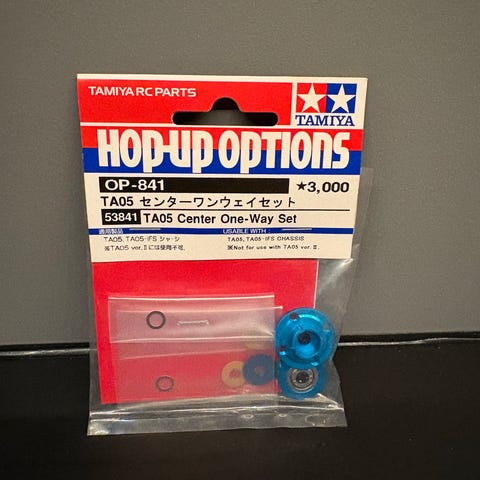 TAMIYA RC PARTS
TAMIYA
HOP-UP OPTIONS
OP-841
★3,000
TA05 センターワンウェイセット
53841 TA05 Center One-Way Set
適用製品
TA05, TA05-IFS シャーシ
※TA05 ver.Ⅱには使用不可.
USABLE WITH:
TA05, TA05-IFS CHASSIS
※Not for use with TA05 ver.Ⅱ.